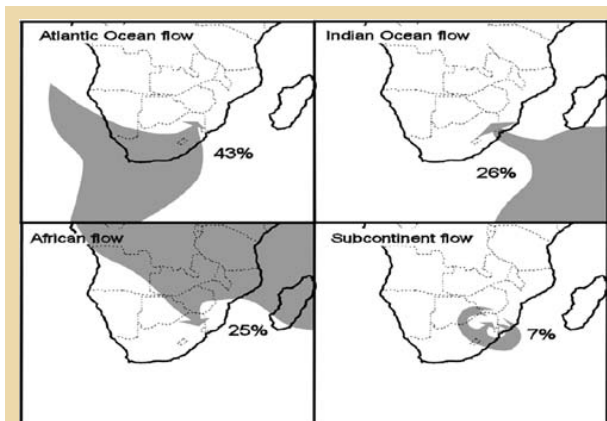 Atlantic Ocean flow
43%
Indian Ocean flow
26%
African flow
25%
Subcontinent flow
7%